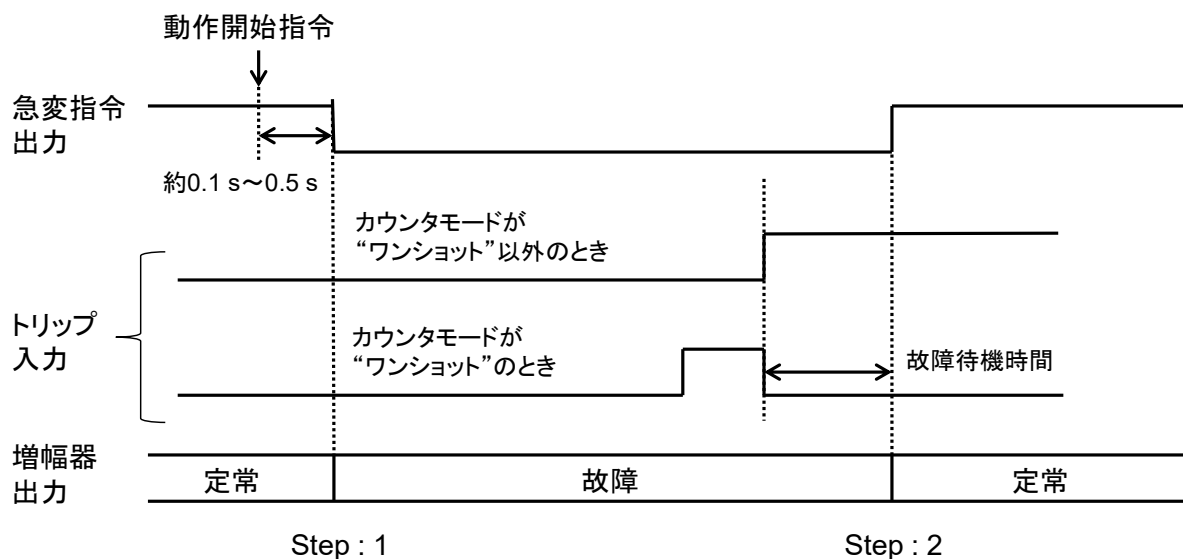 動作開始指令
急変指令
出力
約0.1 s～0.5 s
カウンタモードが
“ワンショット”以外のとき
トリップ
入力
カウンタモードが
“ワンショット”のとき
故障待機時間
増幅器
出力
定常
故障
定常
Step : 1
Step : 2